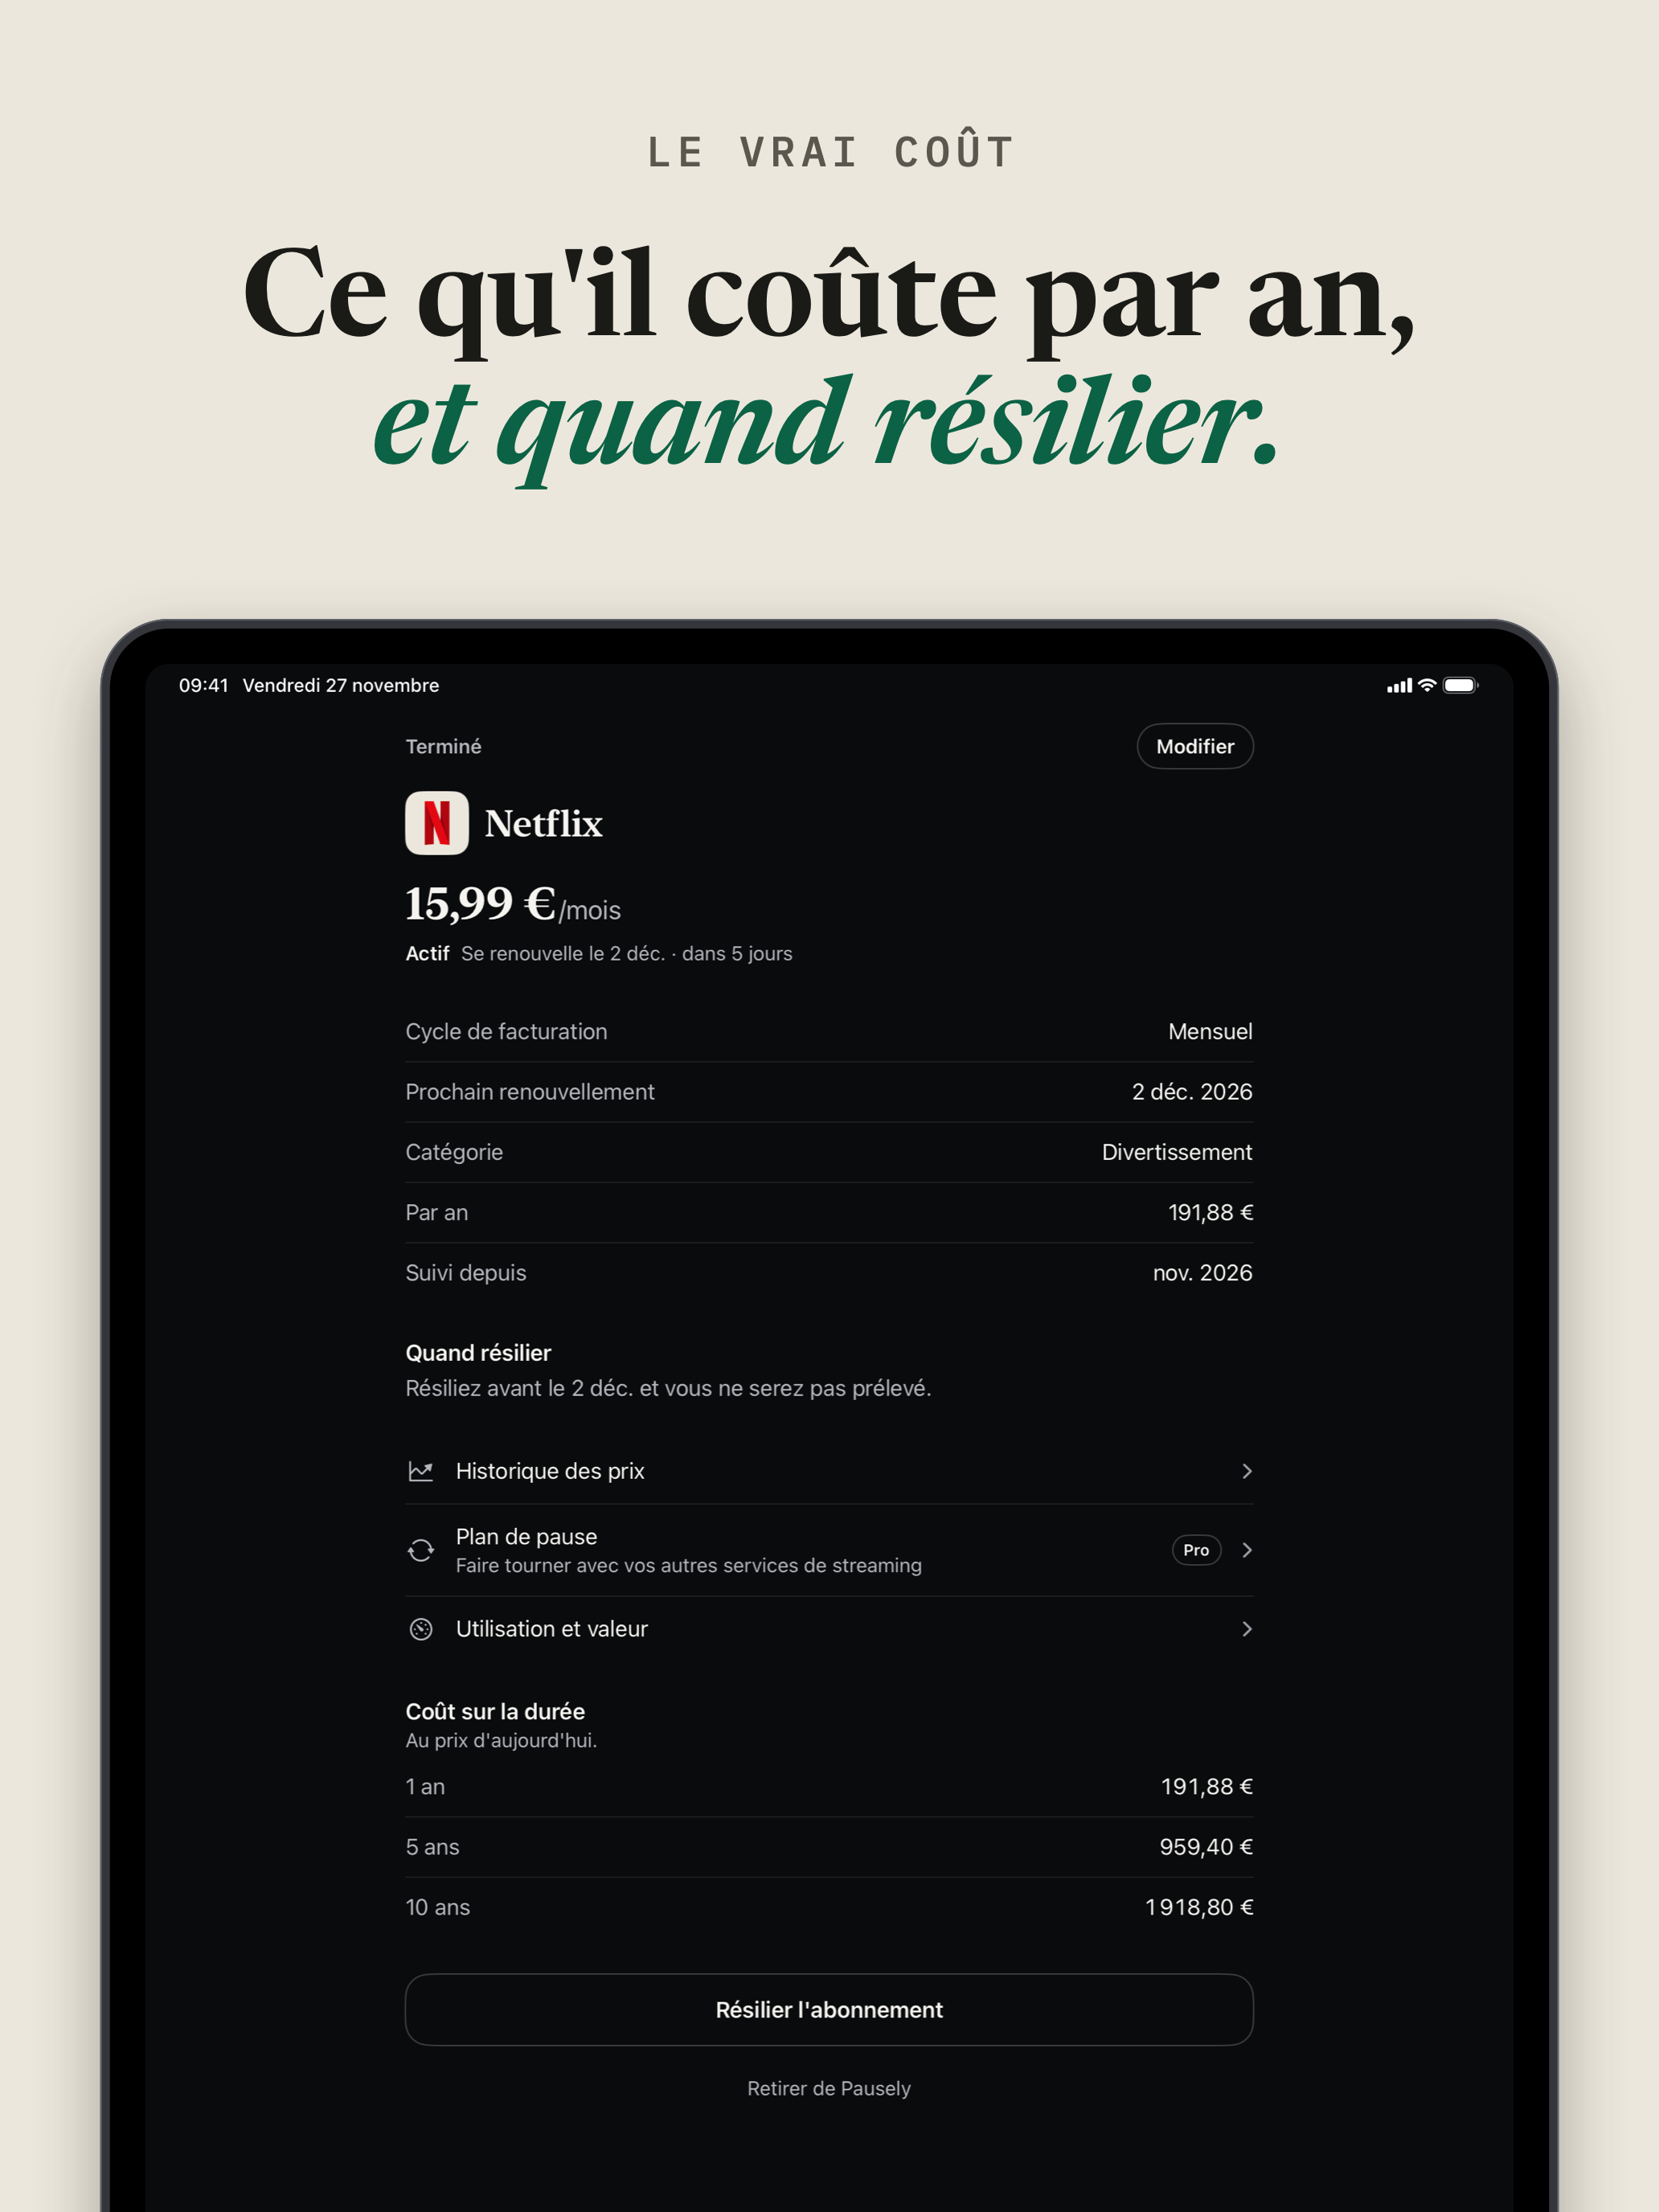 LE VRAI COÛT
Ce qu'il coûte par an,
et quand résilier.
09:41 Vendredi 27 novembre
Terminé
Modifier
N
Netflix
15,99 €/mois
Actif Se renouvelle le 2 déc. · dans 5 jours
Cycle de facturation Mensuel
Prochain renouvellement 2 déc. 2026
Catégorie Divertissement
Par an 191,88 €
Suivi depuis nov. 2026
Quand résilier
Résiliez avant le 2 déc. et vous ne serez pas prélevé.
Historique des prix
Plan de pause
Faire tourner avec vos autres services de streaming
Pro
Utilisation et valeur
Coût sur la durée
Au prix d'aujourd'hui.
1 an 191,88 €
5 ans 959,40 €
10 ans 1 918,80 €
Résilier l'abonnement
Retirer de Pausely